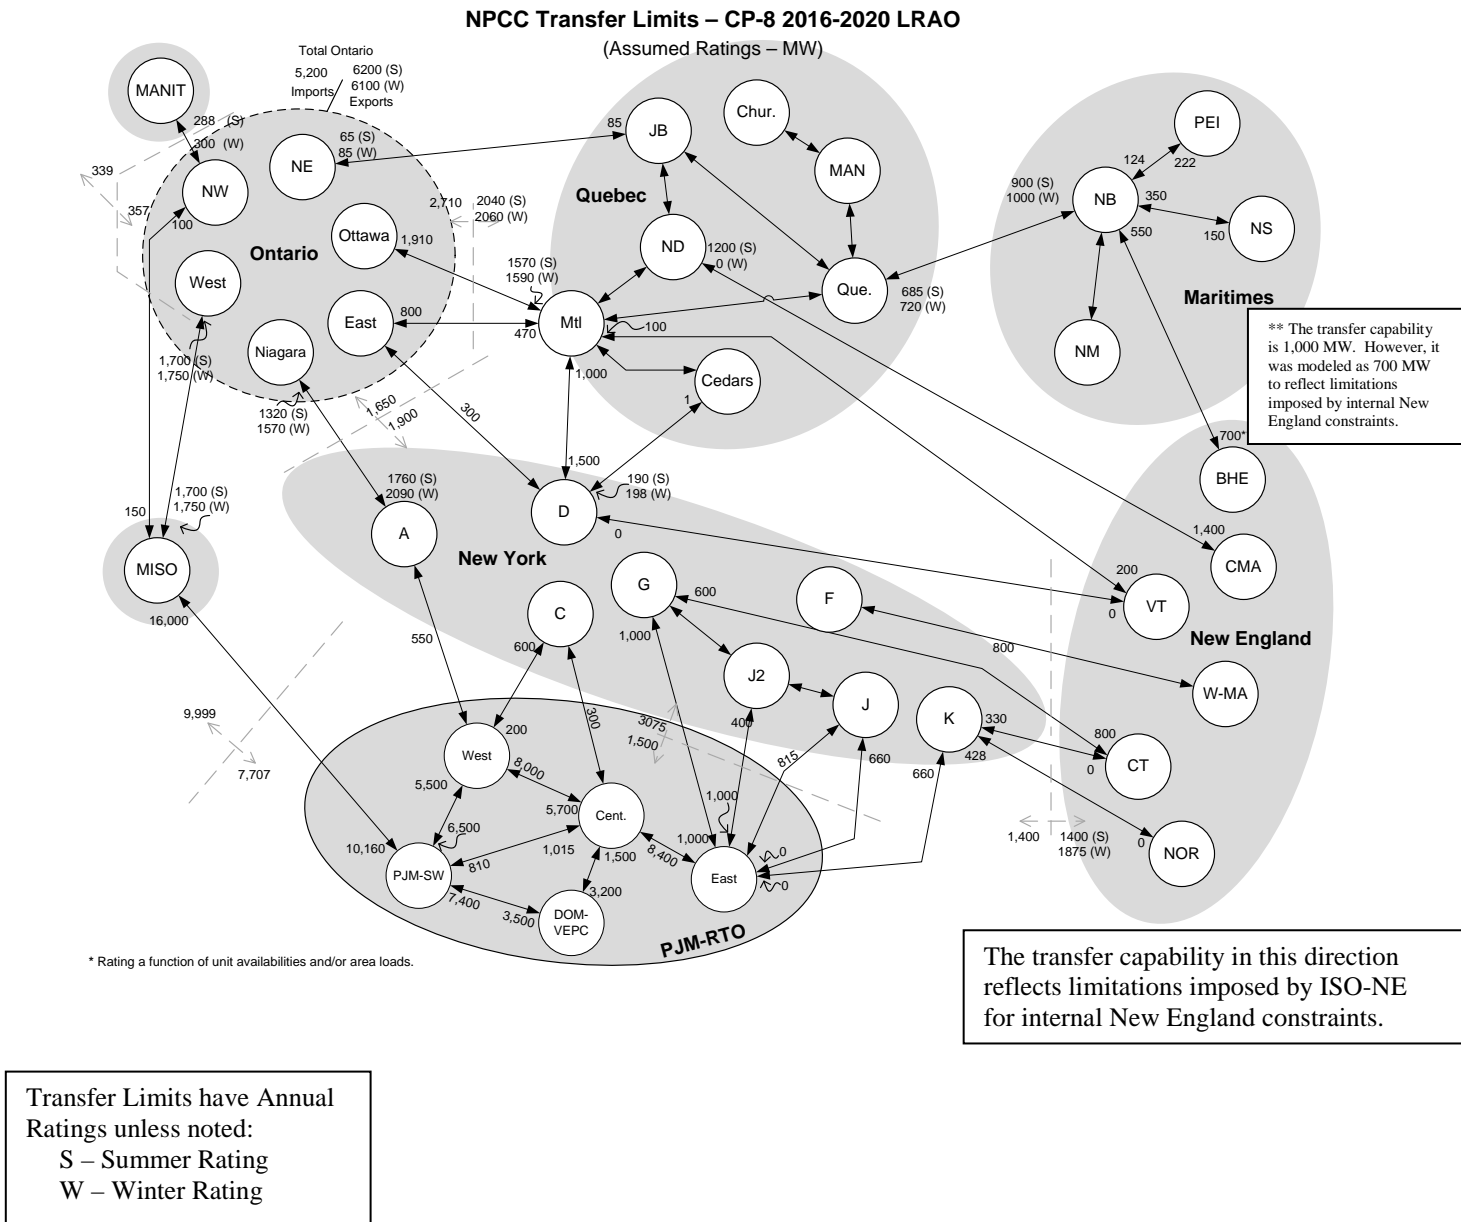 NPCC Transfer Limits – CP-8 2016-2020 LRAO
(Assumed Ratings – MW)
Total Ontario
5,200
Imports
6200 (S)
6100 (W)
Exports
MANIT
288 (S)
300 (W)
339
357
NW
100
NE
65 (S)
85 (W)
85
JB
Chur.
MAN
Quebec
ND
1200 (S)
0 (W)
2,710
2040 (S)
2060 (W)
Ottawa
1,910
Ontario
West
1570 (S)
1590 (W)
East
800
470
Mtl
100
Que.
685 (S)
720 (W)
900 (S)
1000 (W)
NB
124
222
PEI
350
550
150
NS
NM
Maritimes
** The transfer capability
is 1,000 MW. However, it
was modeled as 700 MW
to reflect limitations
imposed by internal New
England constraints.
Niagara
1,700 (S)
1,750 (W)
1320 (S)
1570 (W)
1,650
1,900
300
1,000
Cedars
1
1,500
190 (S)
198 (W)
D
0
1760 (S)
2090 (W)
A
New York
1,700 (S)
1,750 (W)
150
MISO
16,000
700*
BHE
1,400
CMA
200
VT
0
New England
C
G
600
F
1,000
550
600
800
J2
J
W-MA
K
330
428
800
0
CT
9,999
7,707
200
300
3075
1,500
400
815
660
660
West
8,000
5,500
5,700
Cent.
1,000
6,500
10,160
810
1,015
1,500
8,400
1,000
0
0
East
PJM-SW
7,400
3,500
3,200
DOM-
VEPC
PJM-RTO
1,400
1400 (S)
1875 (W)
0
NOR
* Rating a function of unit availabilities and/or area loads.
The transfer capability in this direction
reflects limitations imposed by ISO-NE
for internal New England constraints.
Transfer Limits have Annual
Ratings unless noted:
S – Summer Rating
W – Winter Rating